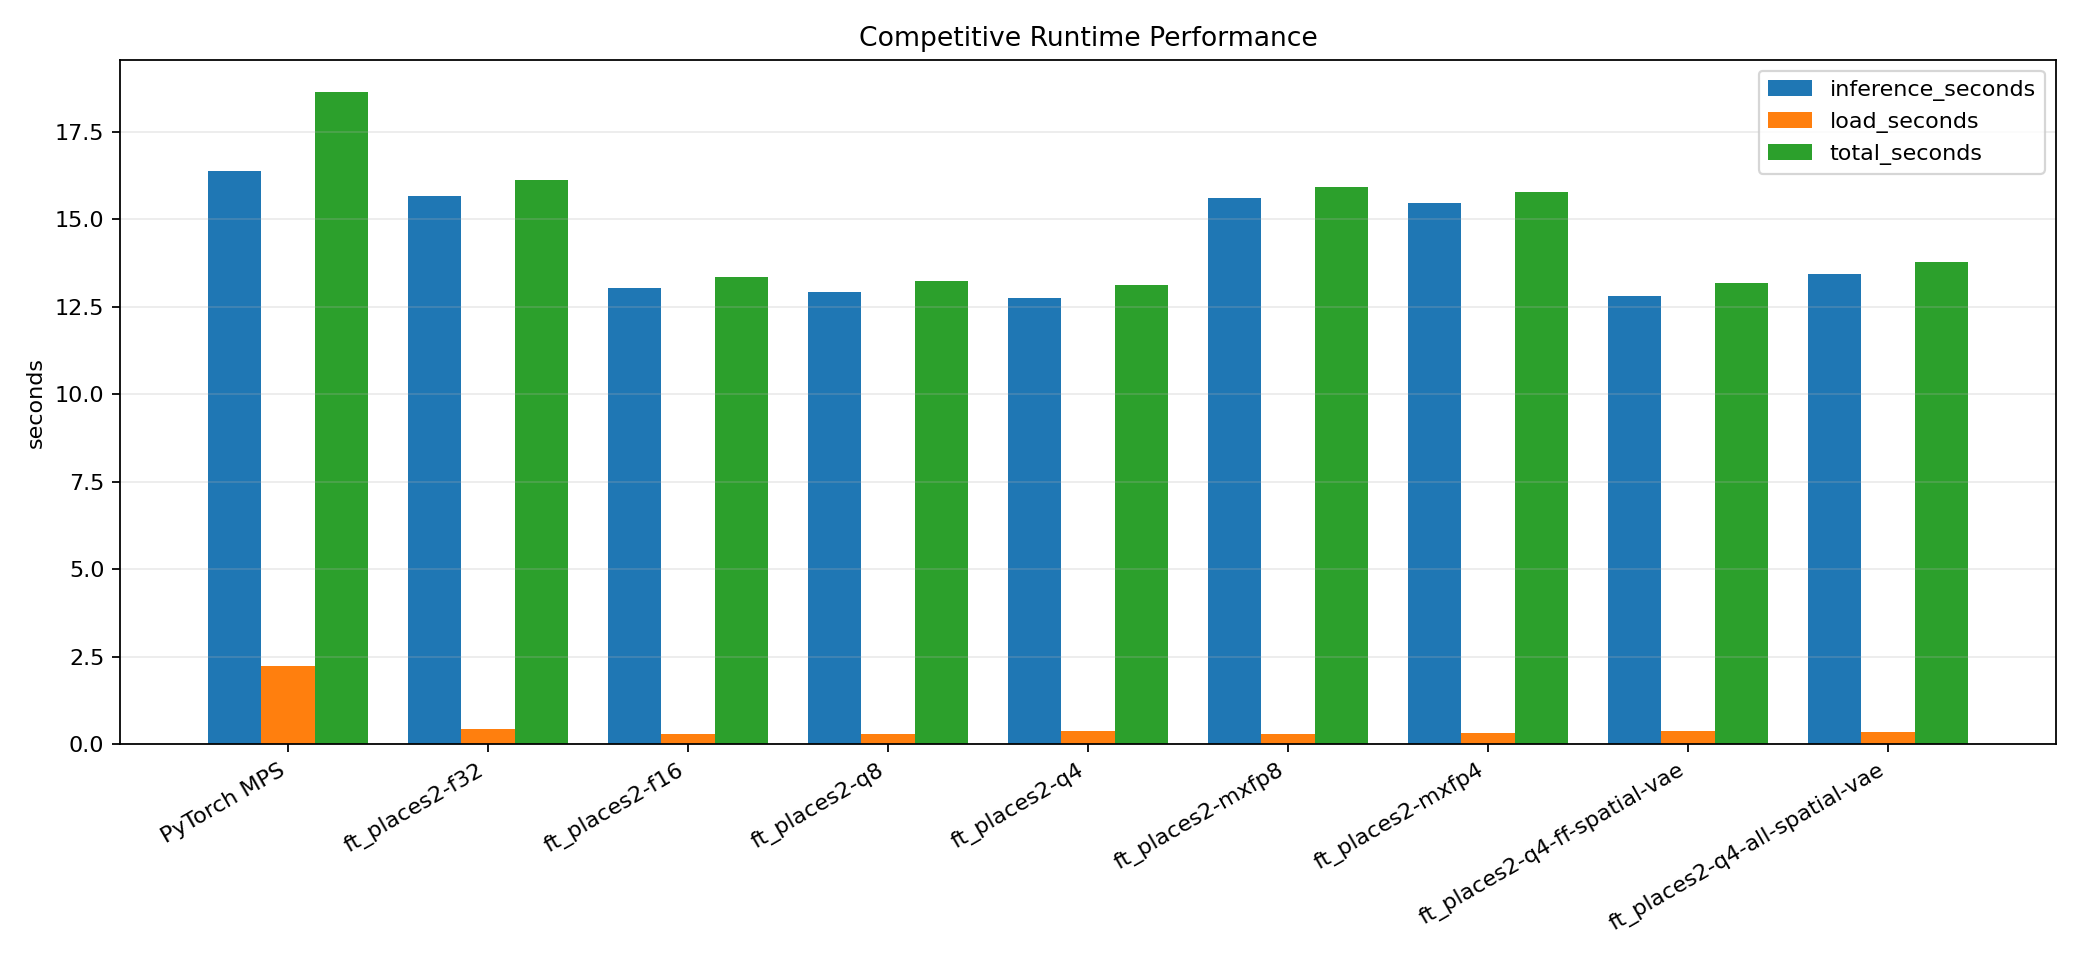 Competitive Runtime Performance
inference_seconds
load_seconds
total_seconds
seconds
17.5
15.0
12.5
10.0
7.5
5.0
2.5
0.0
PyTorch MPS
ft_places2-f32
ft_places2-f16
ft_places2-q8
ft_places2-q4
ft_places2-mxfp8
ft_places2-mxfp4
ft_places2-q4-ff-spatial-vae
ft_places2-q4-all-spatial-vae